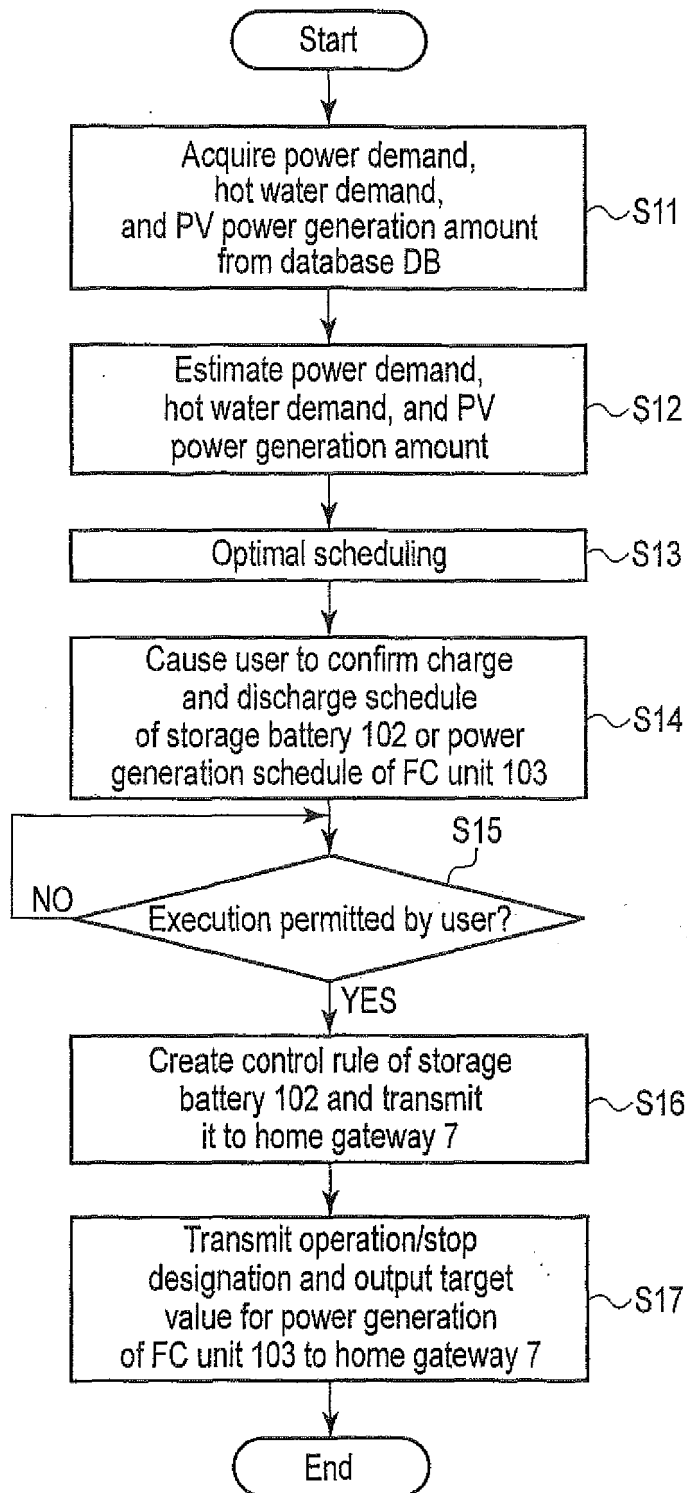 Start
Acquire power demand,
hot water demand,
and PV power generation amount
from database DB
S11
Estimate power demand,
hot water demand, and PV
power generation amount
S12
Optimal scheduling
S13
Cause user to confirm charge
and discharge schedule
of storage battery 102 or power
generation schedule of FC unit 103
S14
S15
NO
Execution permitted by user?
YES
Create control rule of storage
battery 102 and transmit
it to home gateway 7
S16
Transmit operation/stop
designation and output target
value for power generation
of FC unit 103 to home gateway 7
S17
End